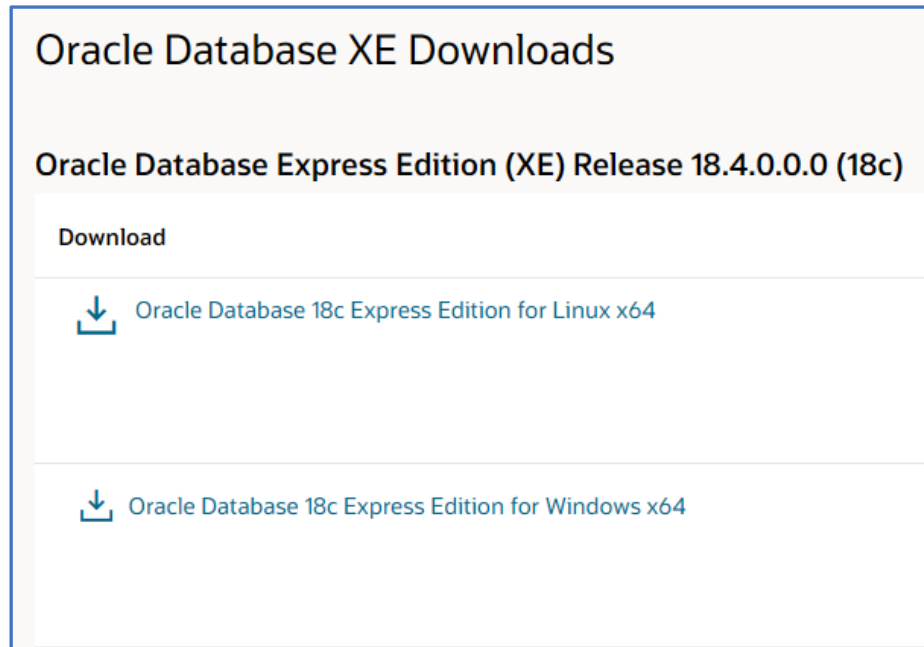 Oracle Database XE Downloads
Oracle Database Express Edition (XE) Release 18.4.0.0.0 (18c)
Download
Oracle Database 18c Express Edition for Linux x64
Oracle Database 18c Express Edition for Windows x64